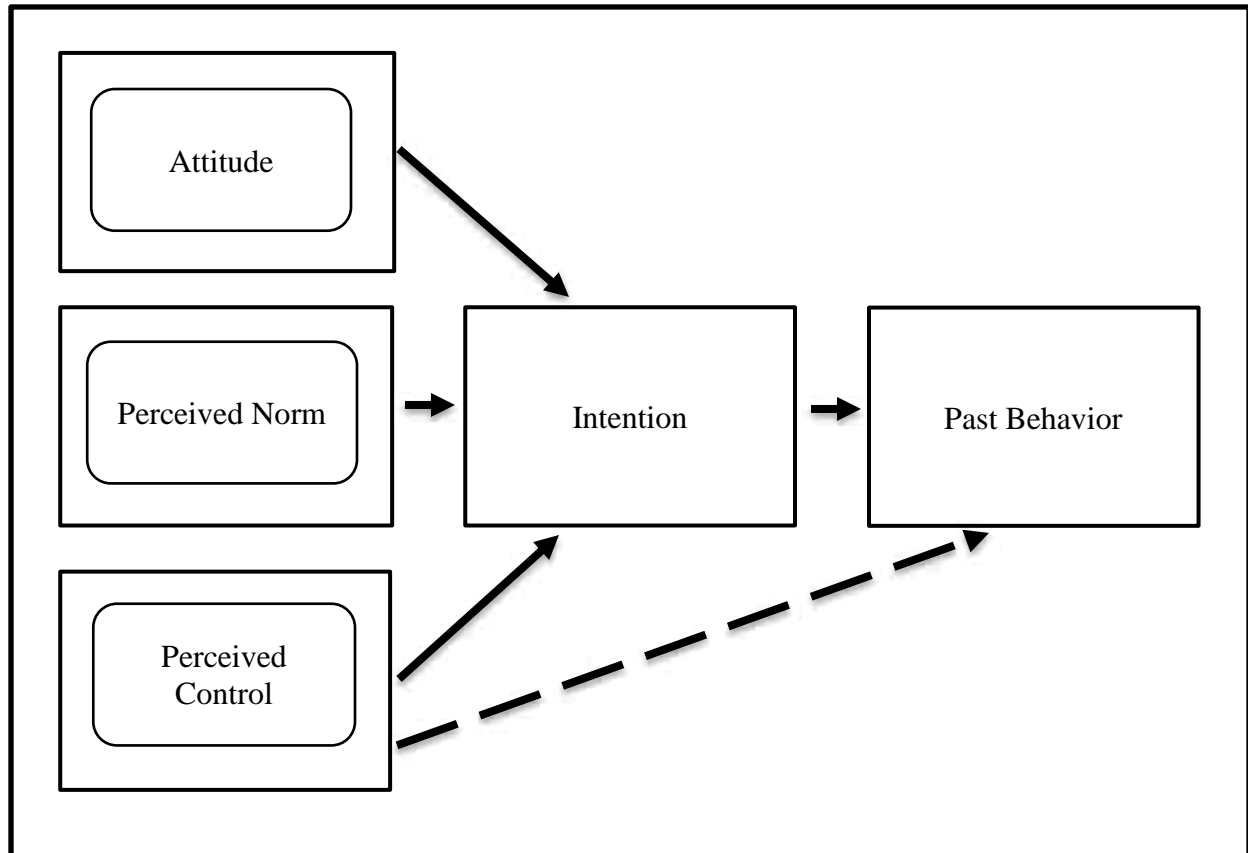 Attitude
Perceived Norm
Intention
Past Behavior
Perceived
Control